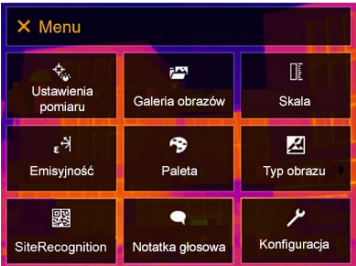 Menu
Ustawienia
pomiaru
Galeria obrazów
Skala
Emisyjność
Paleta
Typ obrazu
SiteRecognition
Notatka głosowa
Konfiguracja